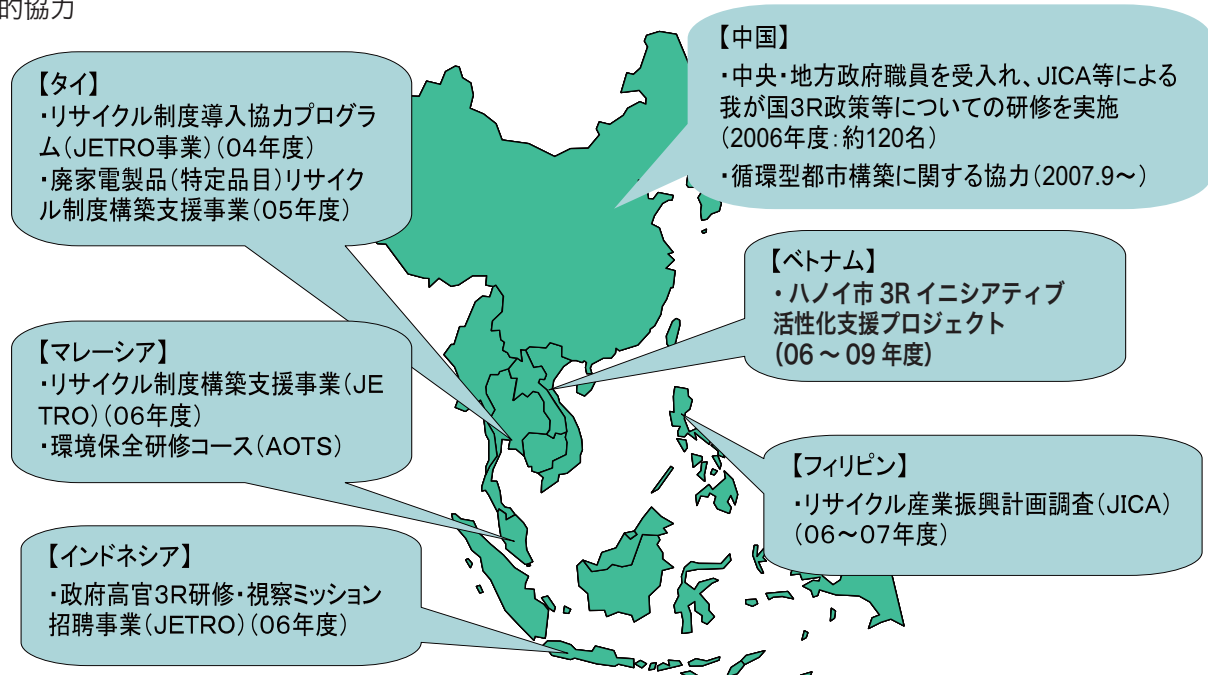 的協力
【タイ】
・リサイクル制度導入協力プログラ
ム(JETRO事業)(04年度)
・廃家電製品(特定品目)リサイク
ル制度構築支援事業(05年度)
【中国】
・中央・地方政府職員を受入れ、JICA等による
我が国3R政策等についての研修を実施
(2006年度:約120名)
・循環型都市構築に関する協力(2007.9～)
【ベトナム】
・ハノイ市 3R イニシアティブ
活性化支援プロジェクト
(06 ～ 09 年度)
【マレーシア】
・リサイクル制度構築支援事業(JE
TRO)(06年度)
・環境保全研修コース(AOTS)
【フィリピン】
・リサイクル産業振興計画調査(JICA)
(06～07年度)
【インドネシア】
・政府高官3R研修・視察ミッション
招聘事業(JETRO)(06年度)